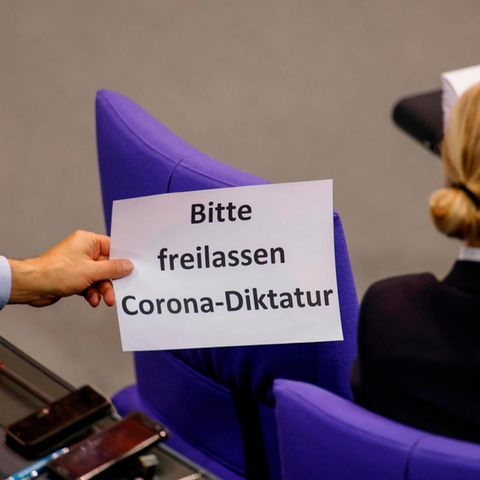 Bitte
freilassen
Corona-Diktatur